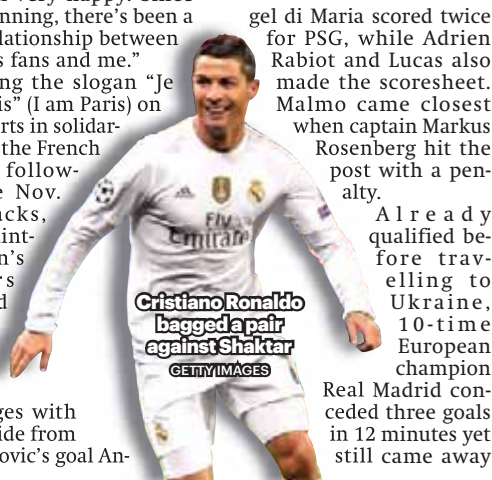 nning, there's been a
lationship between
s fans and me.”
ng the slogan “Je
is” (I am Paris) on
rts in solidar-
the French
follow-
e Nov.
acks,
int-
n's
rs
d
ges with
ide from
ovic's goal An-
Fly
Emirates
Cristiano Ronaldo
bagged a pair
against Shaktar
GETTY IMAGES
gel di Maria scored twice
for PSG, while Adrien
Rabiot and Lucas also
made the scoresheet.
Malmo came closest
when captain Markus
Rosenberg hit the
post with a pen-
alty.
Already
qualified be-
fore trav-
elling to
Ukraine,
10-time
European
champion
Real Madrid con-
ceded three goals
in 12 minutes yet
still came away